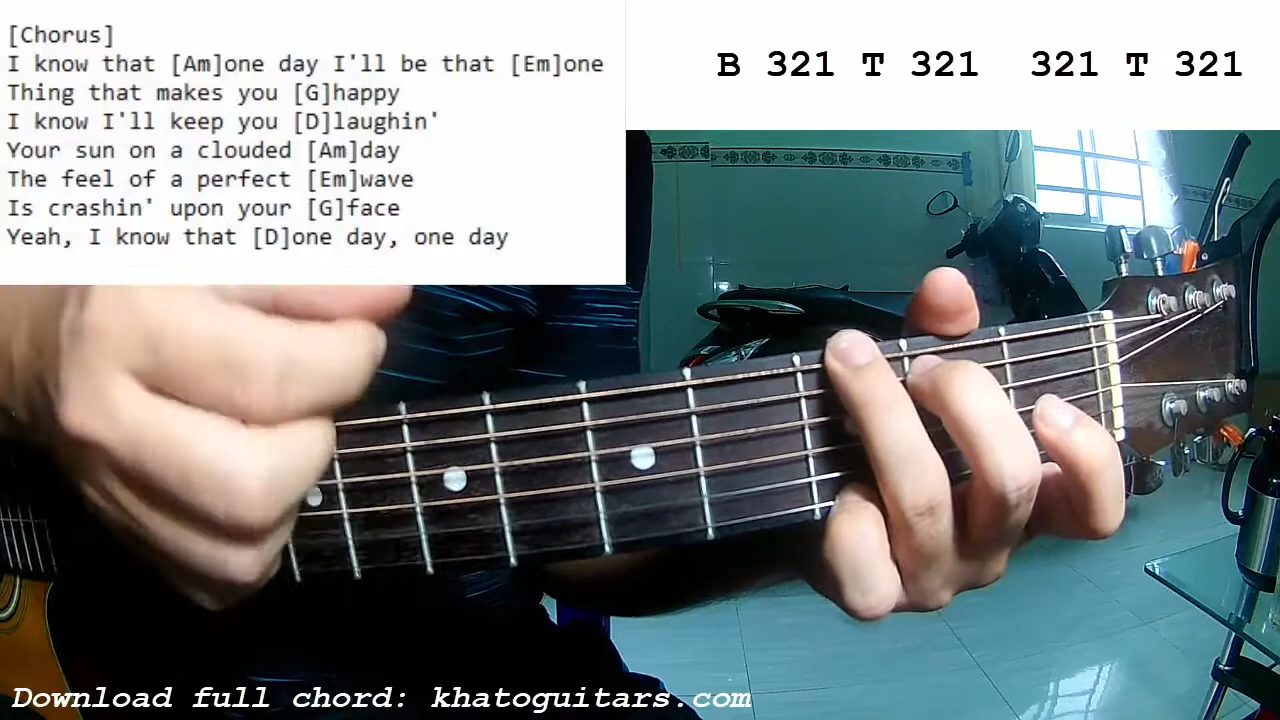 [Chorus]
I know that [Am]one day I'll be that [Em]one
Thing that makes you [G]happy
I know I'll keep you [D]laughin'
Your sun on a clouded [Am]day
The feel of a perfect [Em]wave
Is crashin' upon your [G]face
Yeah, I know that [D]one day, one day
B 321 T 321  321 T 321
Download full chord: khatoguitars.com